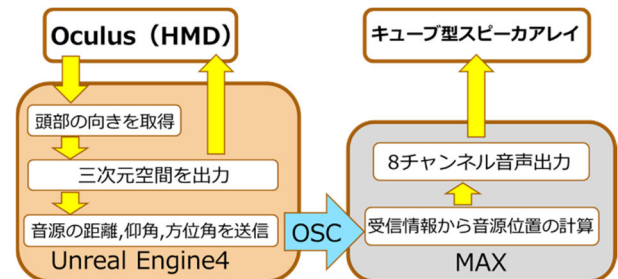 Oculus（HMD）
頭部の向きを取得
三次元空間を出力
音源の距離,仰角,方位角を送信
Unreal Engine4
OSC
キューブ型スピーカアレイ
8チャンネル音声出力
受信情報から音源位置の計算
MAX